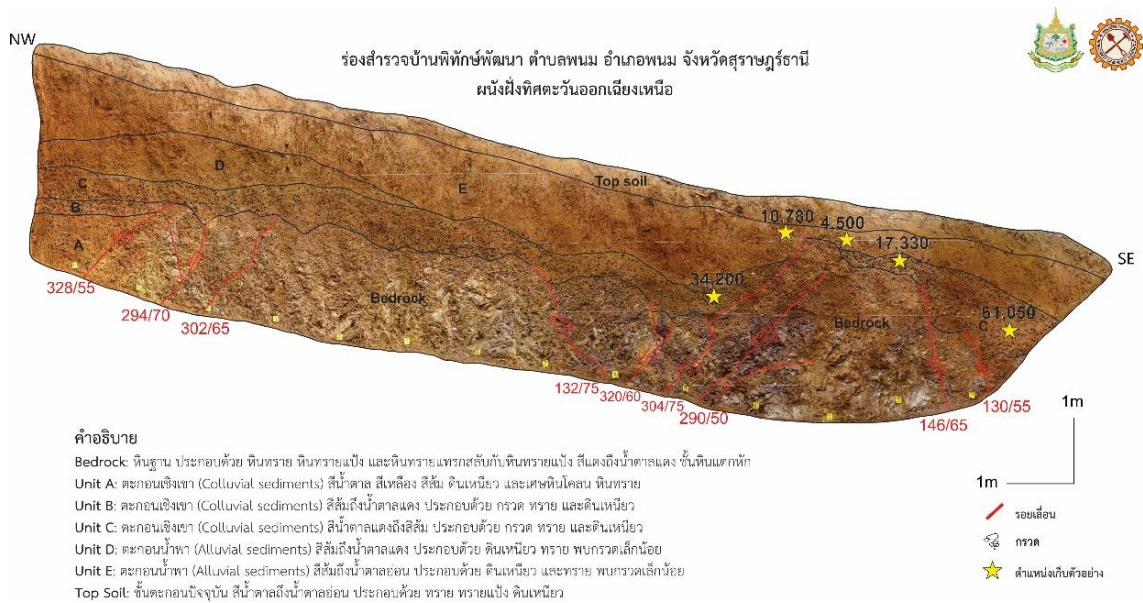 NW
ร่องสำรวจบ้านพิทักษ์พัฒนา ตำบลพนม อำเภอพนม จังหวัดสุราษฎร์ธานี
ผนังฝั่งทิศตะวันออกเฉียงเหนือ
D
E
Top soil
C
B
A
10,780
4,500
17,330
SE
34,200
61,050
C
Bedrock
Bedrock
328/55
294/70
302/65
132/75
320/60
304/75
290/50
146/65
130/55
1m
1m
คำอธิบาย
Bedrock: หินฐาน ประกอบด้วย หินทราย หินทรายแป้ง และหินทรายแทรกสลับกับหินทรายแป้ง สีแดงถึงน้ำตาลแดง ชั้นหินแตกหัก
Unit A: ตะกอนเชิงเขา (Colluvial sediments) สีน้ำตาล สีเหลือง สีส้ม ดินเหนียว และเศษหินโคลน หินทราย
Unit B: ตะกอนเชิงเขา (Colluvial sediments) สีส้มถึงน้ำตาลแดง ประกอบด้วย กรวด ทราย และดินเหนียว
Unit C: ตะกอนเชิงเขา (Colluvial sediments) สีน้ำตาลแดงถึงสีส้ม ประกอบด้วย กรวด ทราย และดินเหนียว
Unit D: ตะกอนน้ำพา (Alluvial sediments) สีส้มถึงน้ำตาลแดง ประกอบด้วย ดินเหนียว ทราย พบกรวดเล็กน้อย
Unit E: ตะกอนน้ำพา (Alluvial sediments) สีส้มถึงน้ำตาลอ่อน ประกอบด้วย ดินเหนียว และทราย พบกรวดเล็กน้อย
Top Soil: ชั้นตะกอนปัจจุบัน สีน้ำตาลถึงน้ำตาลอ่อน ประกอบด้วย ทราย ทรายแป้ง ดินเหนียว
รอยเลื่อน
กรวด
ตำแหน่งเก็บตัวอย่าง